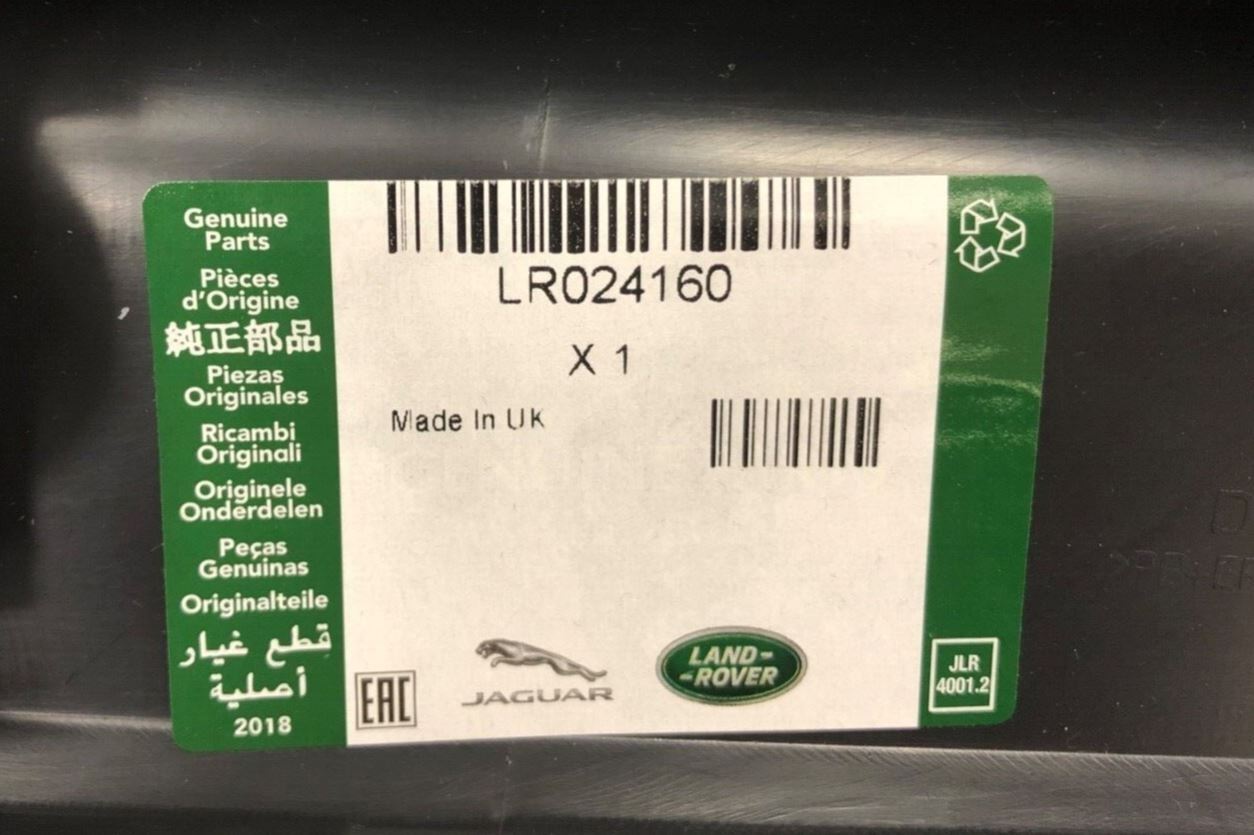 Genuine
Parts
Pièces
d'Origine
純正部品
Piezas
Originales
Ricambi
Originali
Originele
Onderdelen
Peças
Genuinas
Originalteile
قطع غيار
أصلية
2018
LR024160
X 1
Made In UK
EAC
JAGUAR
LAND-
-ROVER
JLR
4001.2